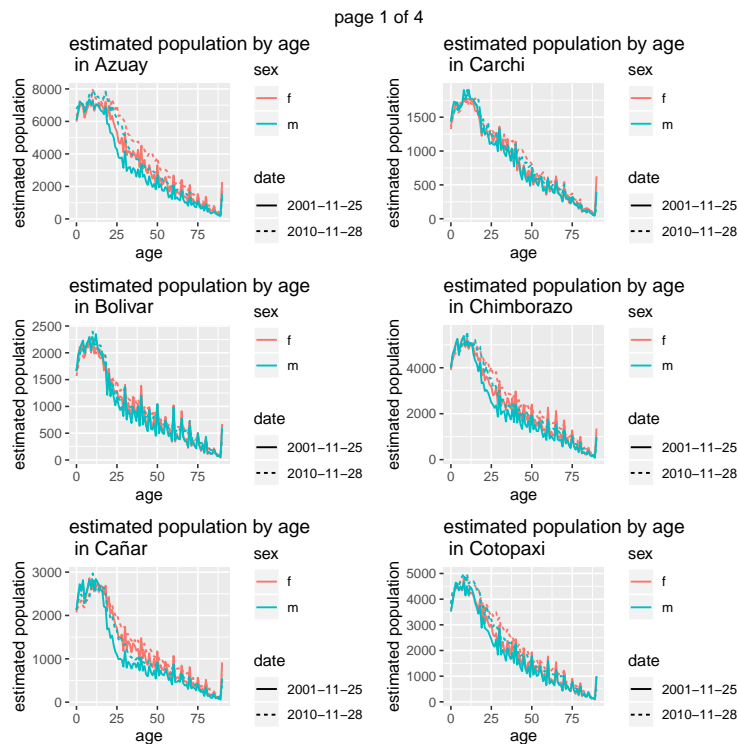 page 1 of 4
estimated population by age
in Azuay
estimated population
8000
6000
4000
2000
0
0 25 50 75
age
sex
f
m
date
2001−11−25
2010−11−28
estimated population by age
in Carchi
estimated population
1500
1000
500
0
0 25 50 75
age
sex
f
m
date
2001−11−25
2010−11−28
estimated population by age
in Bolivar
estimated population
2500
2000
1500
1000
500
0
0 25 50 75
age
sex
f
m
date
2001−11−25
2010−11−28
estimated population by age
in Chimborazo
estimated population
4000
2000
0
0 25 50 75
age
sex
f
m
date
2001−11−25
2010−11−28
estimated population by age
in Cañar
estimated population
3000
2000
1000
0
0 25 50 75
age
sex
f
m
date
2001−11−25
2010−11−28
estimated population by age
in Cotopaxi
estimated population
5000
4000
3000
2000
1000
0
0 25 50 75
age
sex
f
m
date
2001−11−25
2010−11−28